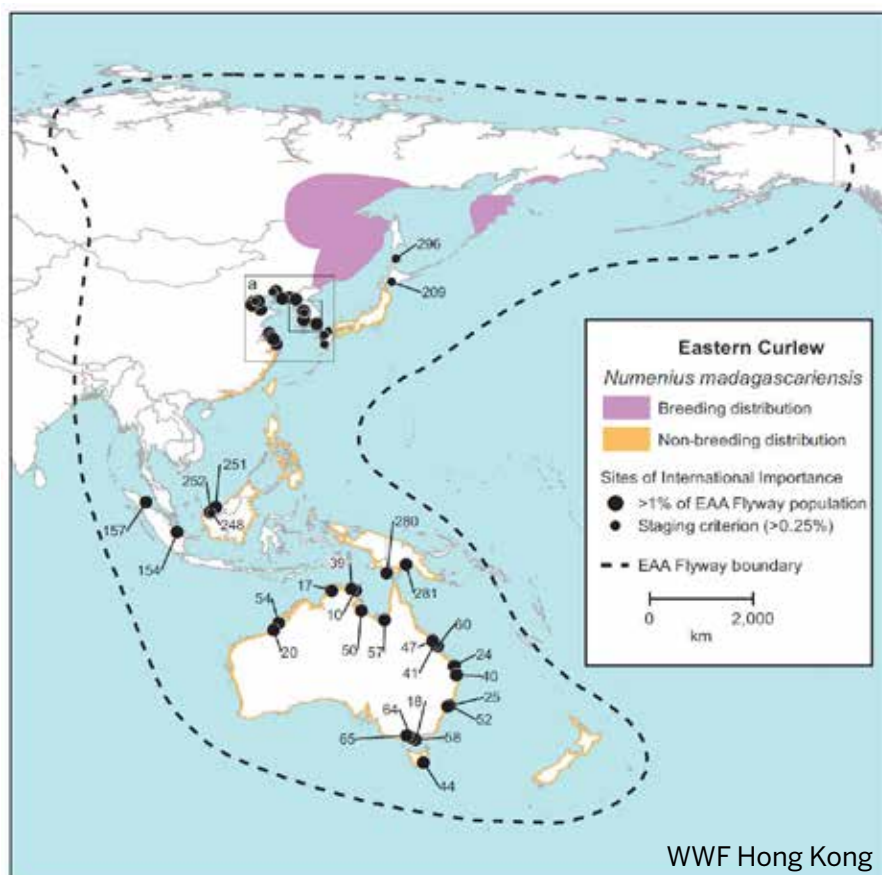 296
209
a
Eastern Curlew
Numenius madagascariensis
Breeding distribution
Non-breeding distribution
Sites of International Importance
>1% of EAA Flyway population
Staging criterion (>0.25%)
EAA Flyway boundary
0 2,000
km
251
252
248
157
154
280
39
281
17
10
54
50
57
20
60
47
41
24
40
25
18
52
64
65
58
44
WWF Hong Kong